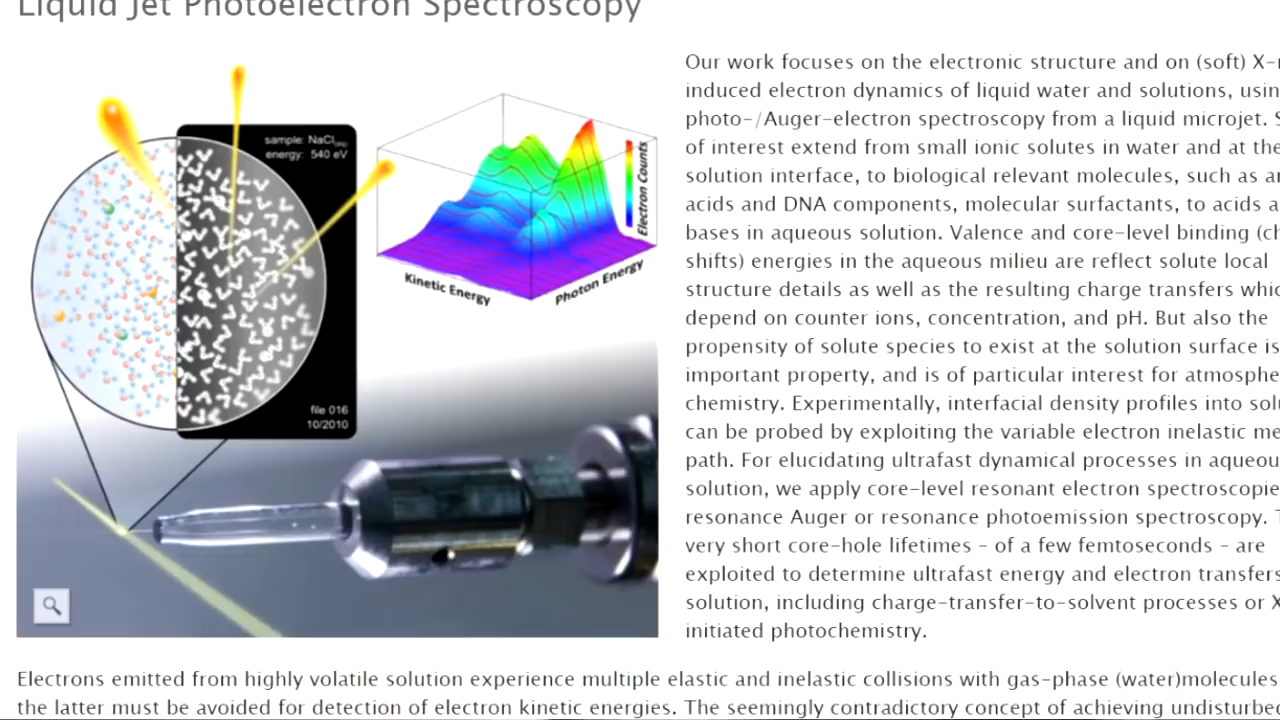 Liquid Jet Photoelectron Spectroscopy
sample: NaCl(aq)
energy: 540 eV
file 016
10/2010
Electron Counts
Kinetic Energy
Photon Energy
Our work focuses on the electronic structure and on (soft) X-r
induced electron dynamics of liquid water and solutions, usin
photo-/Auger-electron spectroscopy from a liquid microjet. S
of interest extend from small ionic solutes in water and at the
solution interface, to biological relevant molecules, such as a
acids and DNA components, molecular surfactants, to acids a
bases in aqueous solution. Valence and core-level binding (ch
shifts) energies in the aqueous milieu are reflect solute local
structure details as well as the resulting charge transfers whic
depend on counter ions, concentration, and pH. But also the
propensity of solute species to exist at the solution surface is
important property, and is of particular interest for atmosphe
chemistry. Experimentally, interfacial density profiles into solu
can be probed by exploiting the variable electron inelastic me
path. For elucidating ultrafast dynamical processes in aqueou
solution, we apply core-level resonant electron spectroscopie
resonance Auger or resonance photoemission spectroscopy. T
very short core-hole lifetimes - of a few femtoseconds - are
exploited to determine ultrafast energy and electron transfers
solution, including charge-transfer-to-solvent processes or X
initiated photochemistry.
Electrons emitted from highly volatile solution experience multiple elastic and inelastic collisions with gas-phase (water)molecules
the latter must be avoided for detection of electron kinetic energies. The seemingly contradictory concept of achieving undisturbed